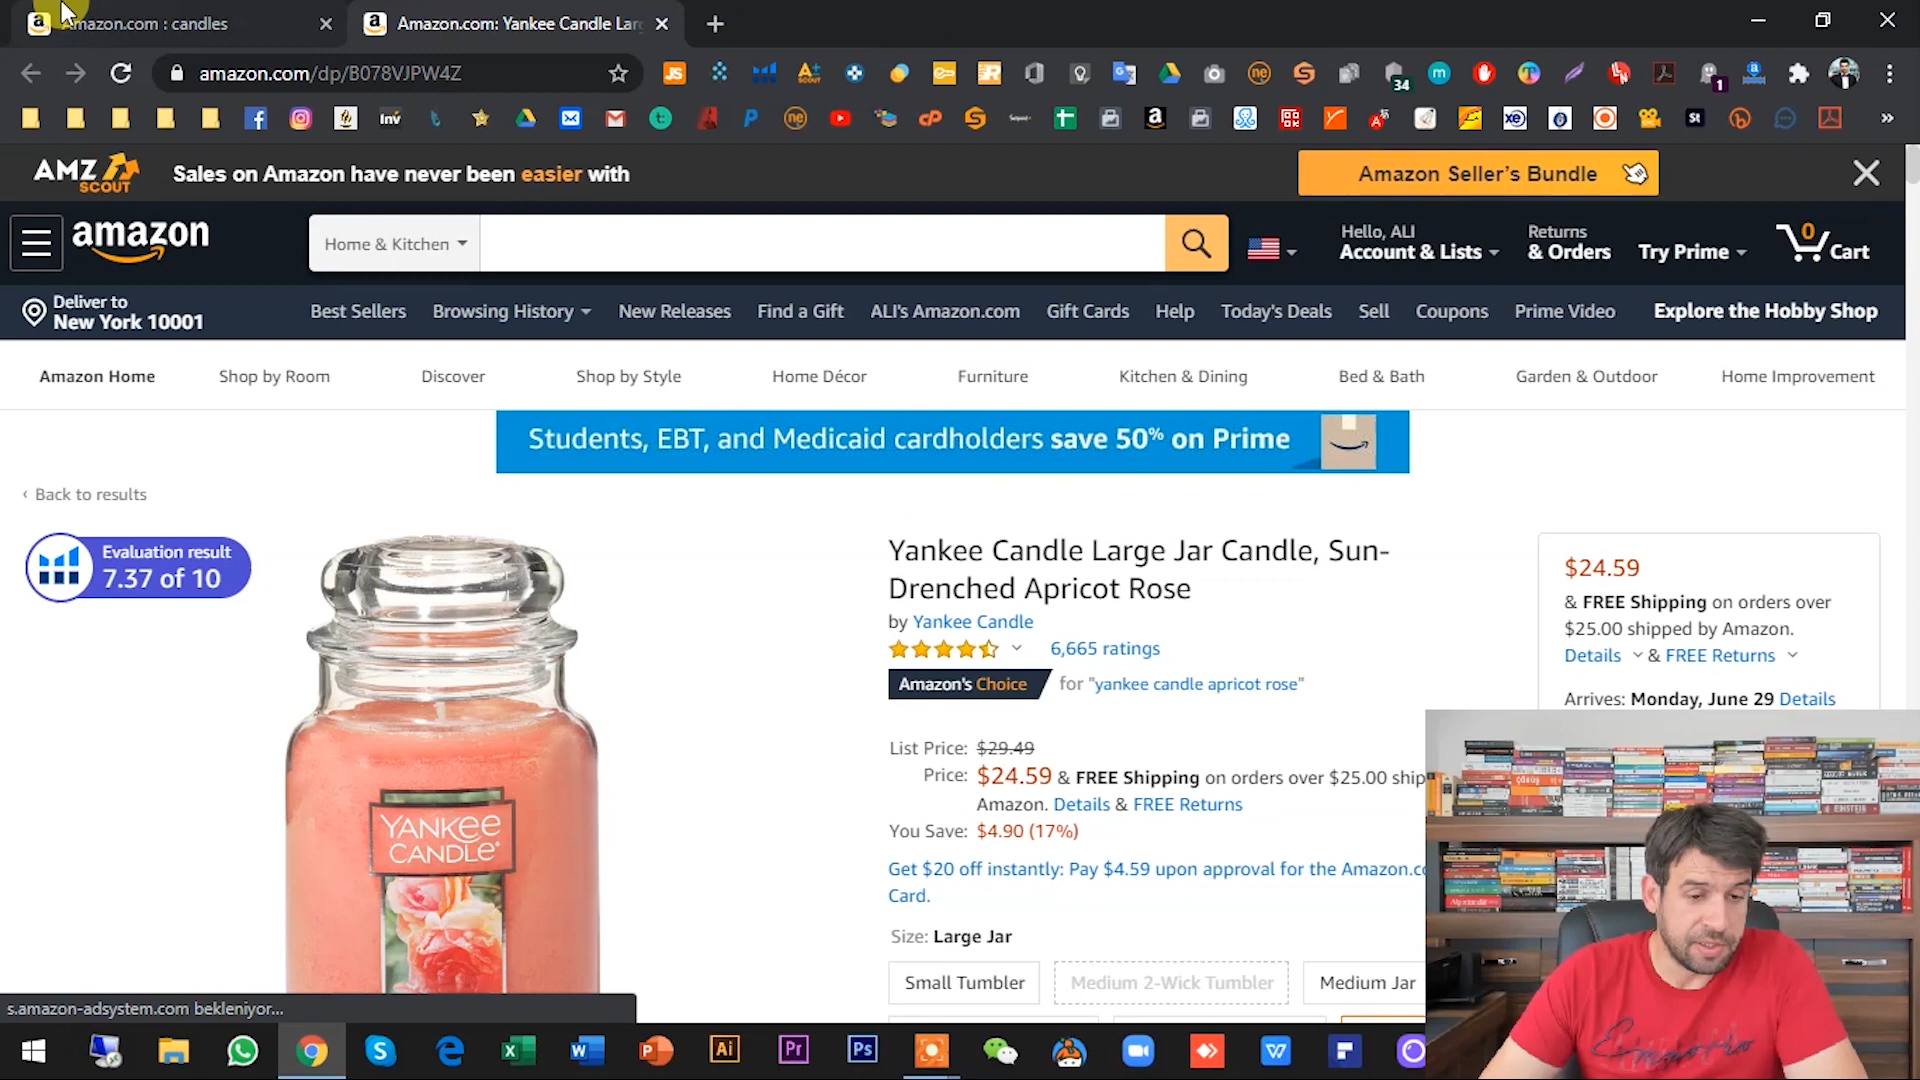 Amazon.com : candles
Amazon.com: Yankee Candle Lar
amazon.com/dp/B078VJPW4Z
34
1
inv
AMZ SCOUT
Sales on Amazon have never been easier with
Amazon Seller's Bundle
amazon
Home & Kitchen
Hello, ALI
Account & Lists
Returns
& Orders
Try Prime
0
Cart
Deliver to
New York 10001
Best Sellers
Browsing History
New Releases
Find a Gift
ALI's Amazon.com
Gift Cards
Help
Today's Deals
Sell
Coupons
Prime Video
Explore the Hobby Shop
Amazon Home
Shop by Room
Discover
Shop by Style
Home Décor
Furniture
Kitchen & Dining
Bed & Bath
Garden & Outdoor
Home Improvement
Students, EBT, and Medicaid cardholders save 50% on Prime
‹ Back to results
Evaluation result
7.37 of 10
YANKEE
CANDLE®
Yankee Candle Large Jar Candle, Sun-
Drenched Apricot Rose
by Yankee Candle
6,665 ratings
Amazon's Choice for "yankee candle apricot rose"
List Price: $29.49
Price: $24.59 & FREE Shipping on orders over $25.00 ship
Amazon. Details & FREE Returns
You Save: $4.90 (17%)
Get $20 off instantly: Pay $4.59 upon approval for the Amazon.co
Card.
Size: Large Jar
Small Tumbler
Medium 2-Wick Tumbler
Medium Jar
$24.59
& FREE Shipping on orders over
$25.00 shipped by Amazon.
Details & FREE Returns
Arrives: Monday, June 29 Details
s.amazon-adsystem.com bekleniyor...